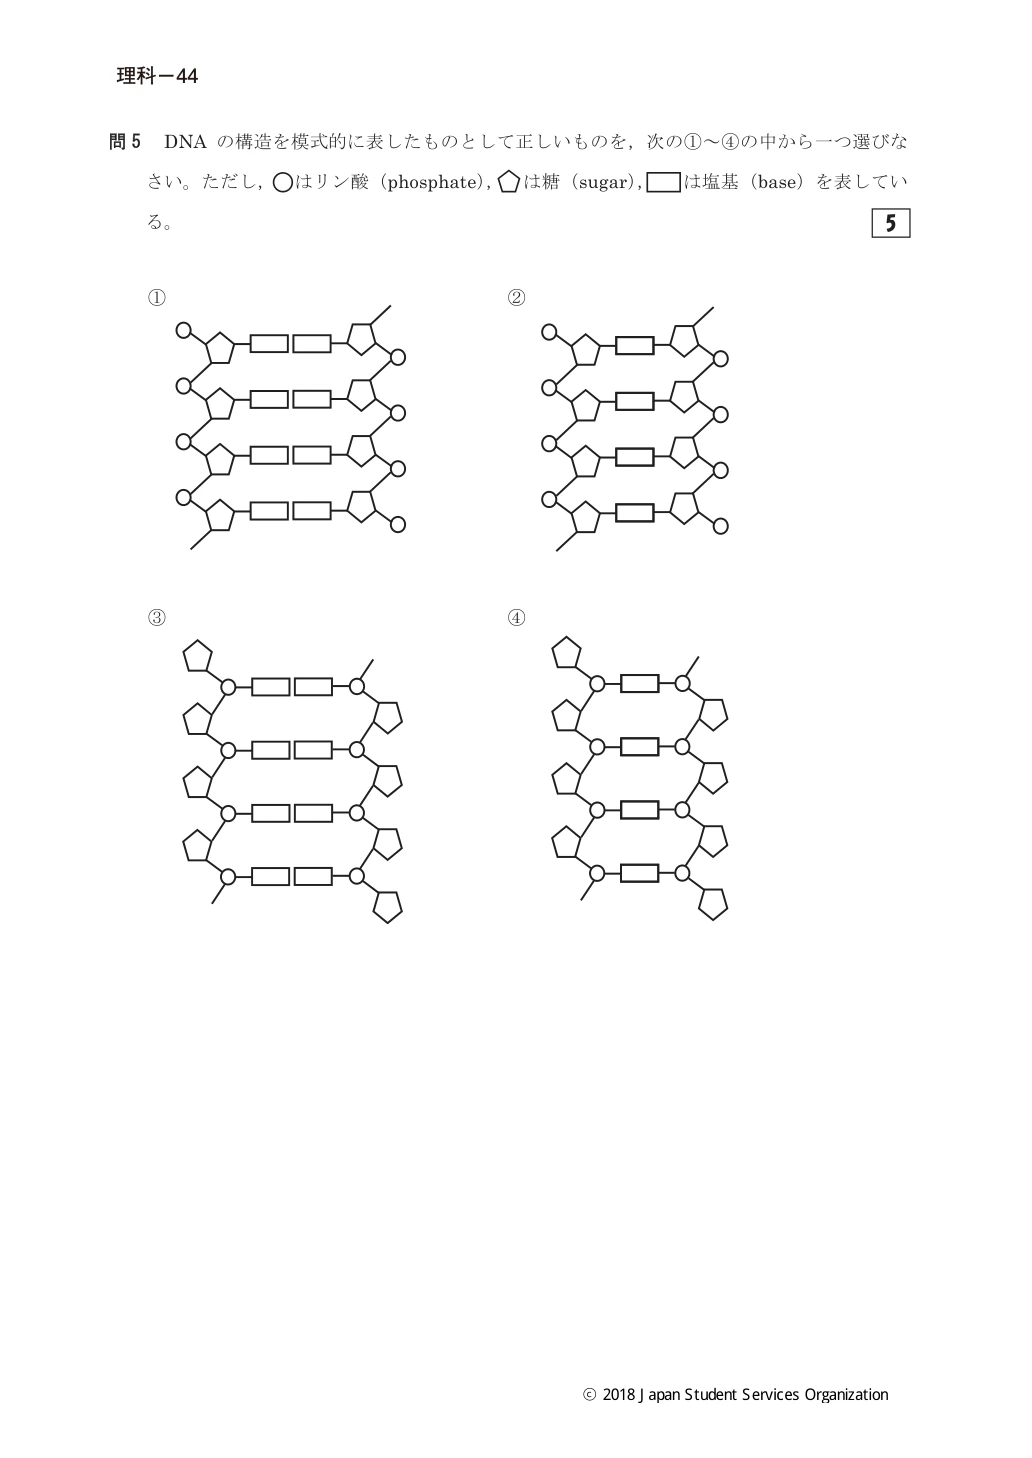 理科－44
問5 DNA の構造を模式的に表したものとして正しいものを，次の①～④の中から一つ選びな
さい。ただし，○はリン酸（phosphate），⬠は糖（sugar），▭は塩基（base）を表してい
る。 5
① ②
③ ④
© 2018 Japan Student Services Organization